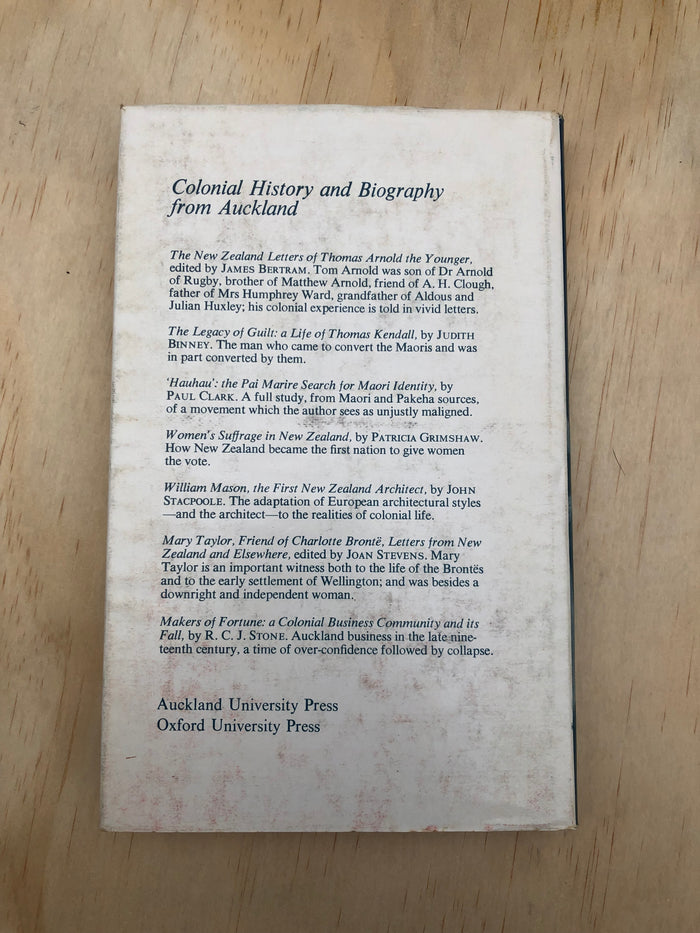 Colonial History and Biography
from Auckland
The New Zealand Letters of Thomas Arnold the Younger,
edited by JAMES BERTRAM. Tom Arnold was son of Dr Arnold
of Rugby, brother of Matthew Arnold, friend of A. H. Clough,
father of Mrs Humphrey Ward, grandfather of Aldous and
Julian Huxley; his colonial experience is told in vivid letters.
The Legacy of Guilt: a Life of Thomas Kendall, by JUDITH
BINNEY. The man who came to convert the Maoris and was
in part converted by them.
'Hauhau': the Pai Marire Search for Maori Identity, by
PAUL CLARK. A full study, from Maori and Pakeha sources,
of a movement which the author sees as unjustly maligned.
Women's Suffrage in New Zealand, by PATRICIA GRIMSHAW.
How New Zealand became the first nation to give women
the vote.
William Mason, the First New Zealand Architect, by JOHN
STACPOOLE. The adaptation of European architectural styles
—and the architect—to the realities of colonial life.
Mary Taylor, Friend of Charlotte Brontë, Letters from New
Zealand and Elsewhere, edited by JOAN STEVENS. Mary
Taylor is an important witness both to the life of the Brontës
and to the early settlement of Wellington; and was besides a
downright and independent woman.
Makers of Fortune: a Colonial Business Community and its
Fall, by R. C. J. STONE. Auckland business in the late nine-
teenth century, a time of over-confidence followed by collapse.
Auckland University Press
Oxford University Press